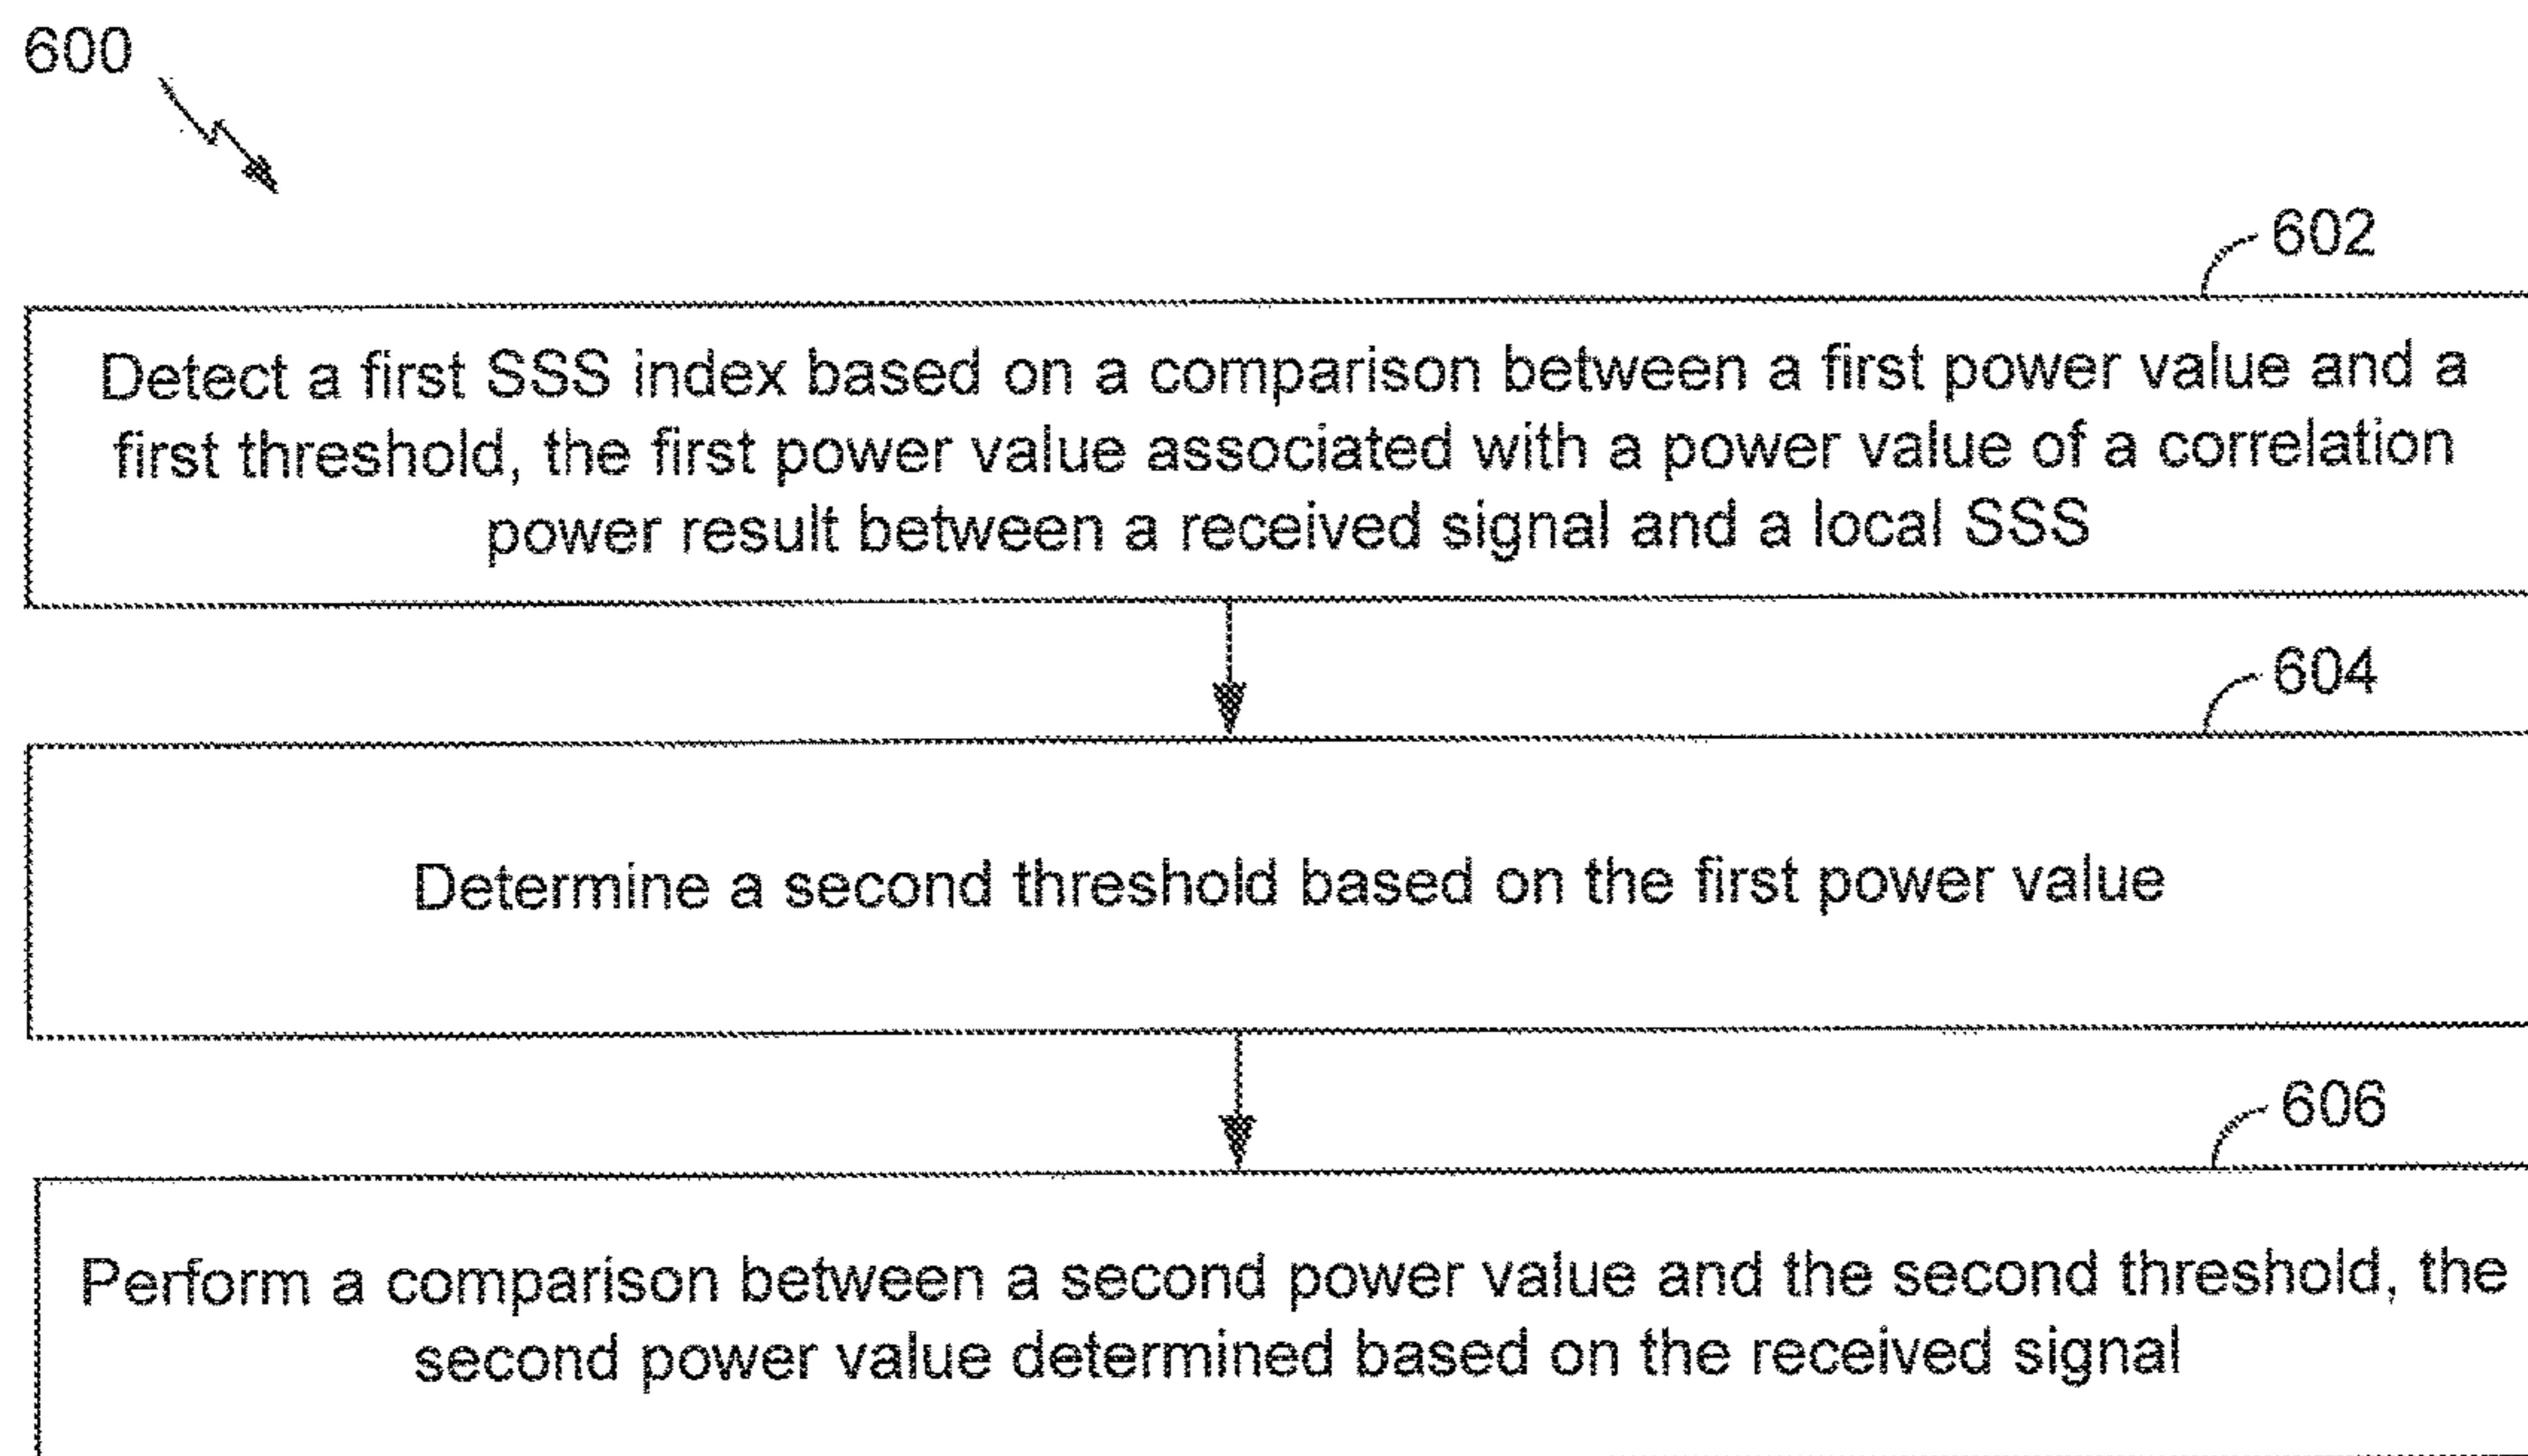 600
602
Detect a first SSS index based on a comparison between a first power value and a
first threshold, the first power value associated with a power value of a correlation
power result between a received signal and a local SSS
604
Determine a second threshold based on the first power value
606
Perform a comparison between a second power value and the second threshold, the
second power value determined based on the received signal